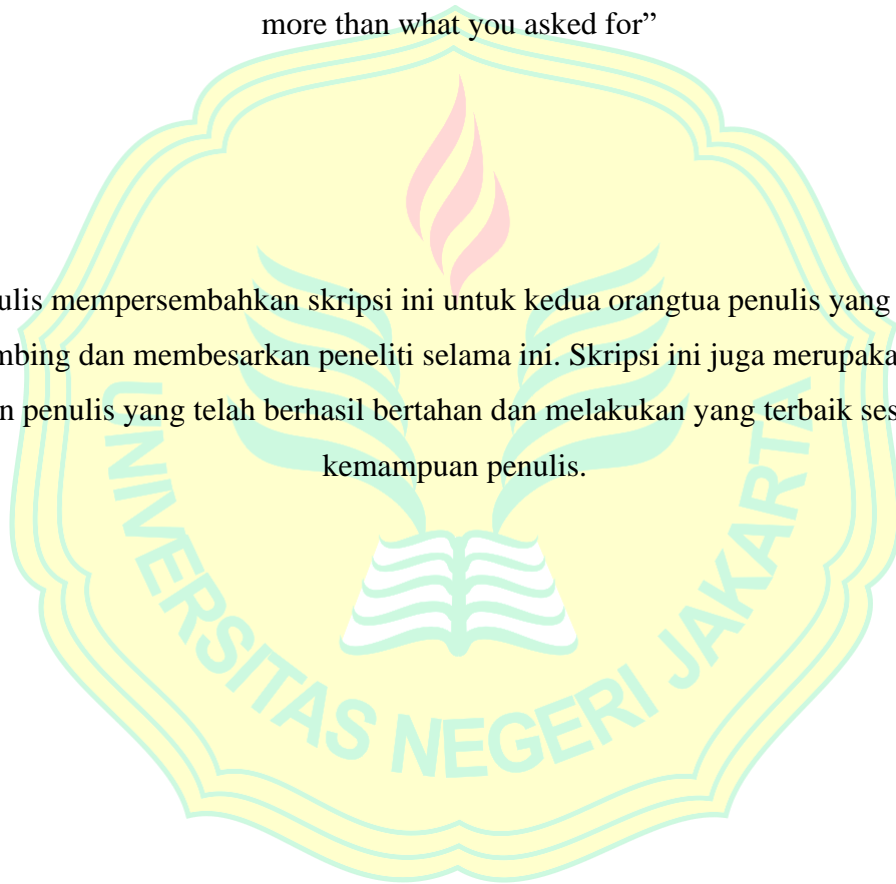 more than what you asked for”
ulis mempersembahkan skripsi ini untuk kedua orangtua penulis yang
mbing dan membesarkan peneliti selama ini. Skripsi ini juga merupaka
n penulis yang telah berhasil bertahan dan melakukan yang terbaik ses
kemampuan penulis.
UNIVERSITAS NEGERI JAKARTA